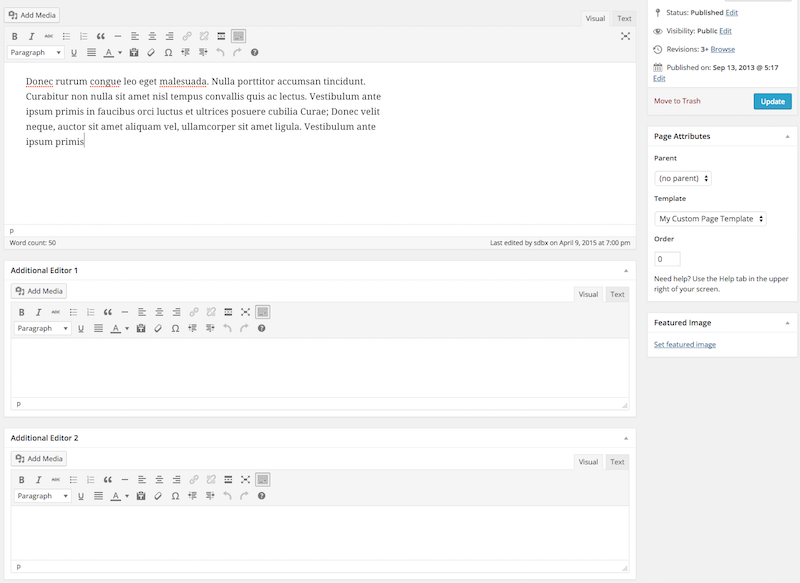 Add Media
Visual Text
B I ABC
Paragraph U A
Donec rutrum congue leo eget malesuada. Nulla porttitor accumsan tincidunt.
Curabitur non nulla sit amet nisl tempus convallis quis ac lectus. Vestibulum ante
ipsum primis in faucibus orci luctus et ultrices posuere cubilia Curae; Donec velit
neque, auctor sit amet aliquam vel, ullamcorper sit amet ligula. Vestibulum ante
ipsum primis
p
Word count: 50 Last edited by sdbx on April 9, 2015 at 7:00 pm
Additional Editor 1
Add Media
Visual Text
B I ABC
Paragraph U A Ω
p
Additional Editor 2
Add Media
Visual Text
B I ABC
Paragraph U A Ω
p
Status: Published Edit
Visibility: Public Edit
Revisions: 3+ Browse
Published on: Sep 13, 2013 @ 5:17
Edit
Move to Trash Update
Page Attributes
Parent
(no parent)
Template
My Custom Page Template
Order
0
Need help? Use the Help tab in the upper
right of your screen.
Featured Image
Set featured image